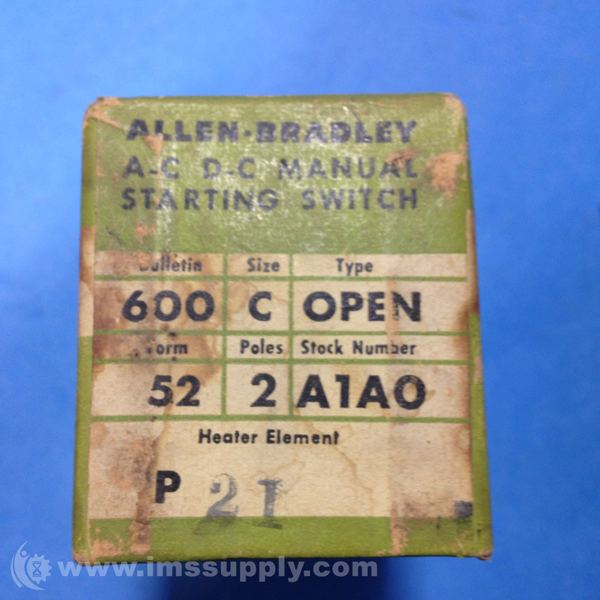 ALLEN-BRADLEY
A-C D-C MANUAL
STARTING SWITCH
Bulletin Size Type
600 C OPEN
Form Poles Stock Number
52 2 A1A0
Heater Element
P 21
www.imssupply.com/